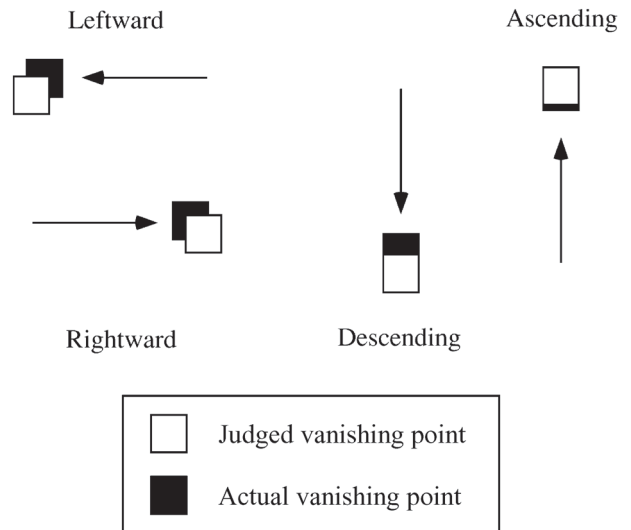 Leftward
Ascending
Rightward
Descending
Judged vanishing point
Actual vanishing point